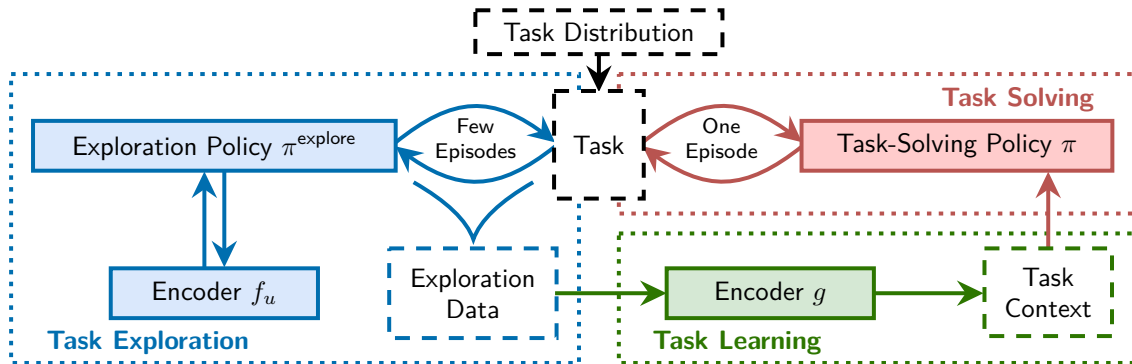 Task Distribution
Task Solving
Exploration Policy π^explore
Few
Episodes
Task
One
Episode
Task-Solving Policy π
Encoder f_u
Exploration
Data
Encoder g
Task
Context
Task Exploration
Task Learning